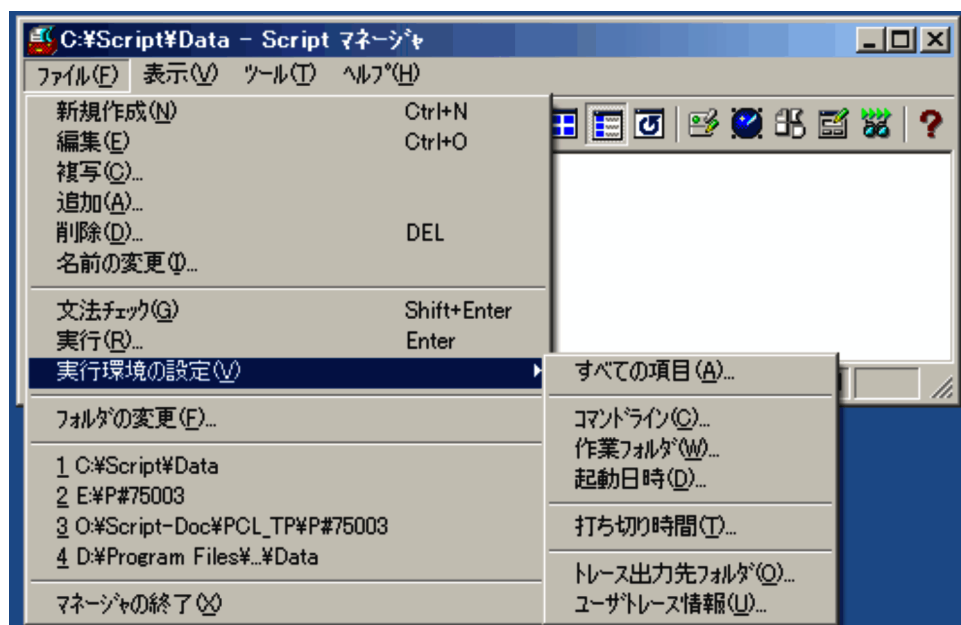 C:¥Script¥Data - Script ﾏﾈｰｼﾞｬ
ﾌｧｲﾙ(F) 表示(V) ﾂｰﾙ(T) ﾍﾙﾌﾟ(H)
新規作成(N) Ctrl+N
編集(E) Ctrl+O
複写(C)...
追加(A)...
削除(D)... DEL
名前の変更(I)...
文法ﾁｪｯｸ(G) Shift+Enter
実行(R)... Enter
実行環境の設定(V)
ﾌｫﾙﾀﾞの変更(F)...
1 C:¥Script¥Data
2 E:¥P#75003
3 O:¥Script-Doc¥PCL_TP¥P#75003
4 D:¥Program Files¥...¥Data
ﾏﾈｰｼﾞｬの終了(X)
すべての項目(A)...
ｺﾏﾝﾄﾞﾗｲﾝ(C)...
作業ﾌｫﾙﾀﾞ(W)...
起動日時(D)...
打ち切り時間(T)...
ﾄﾚｰｽ出力先ﾌｫﾙﾀﾞ(O)...
ﾕｰｻﾞﾄﾚｰｽ情報(U)...